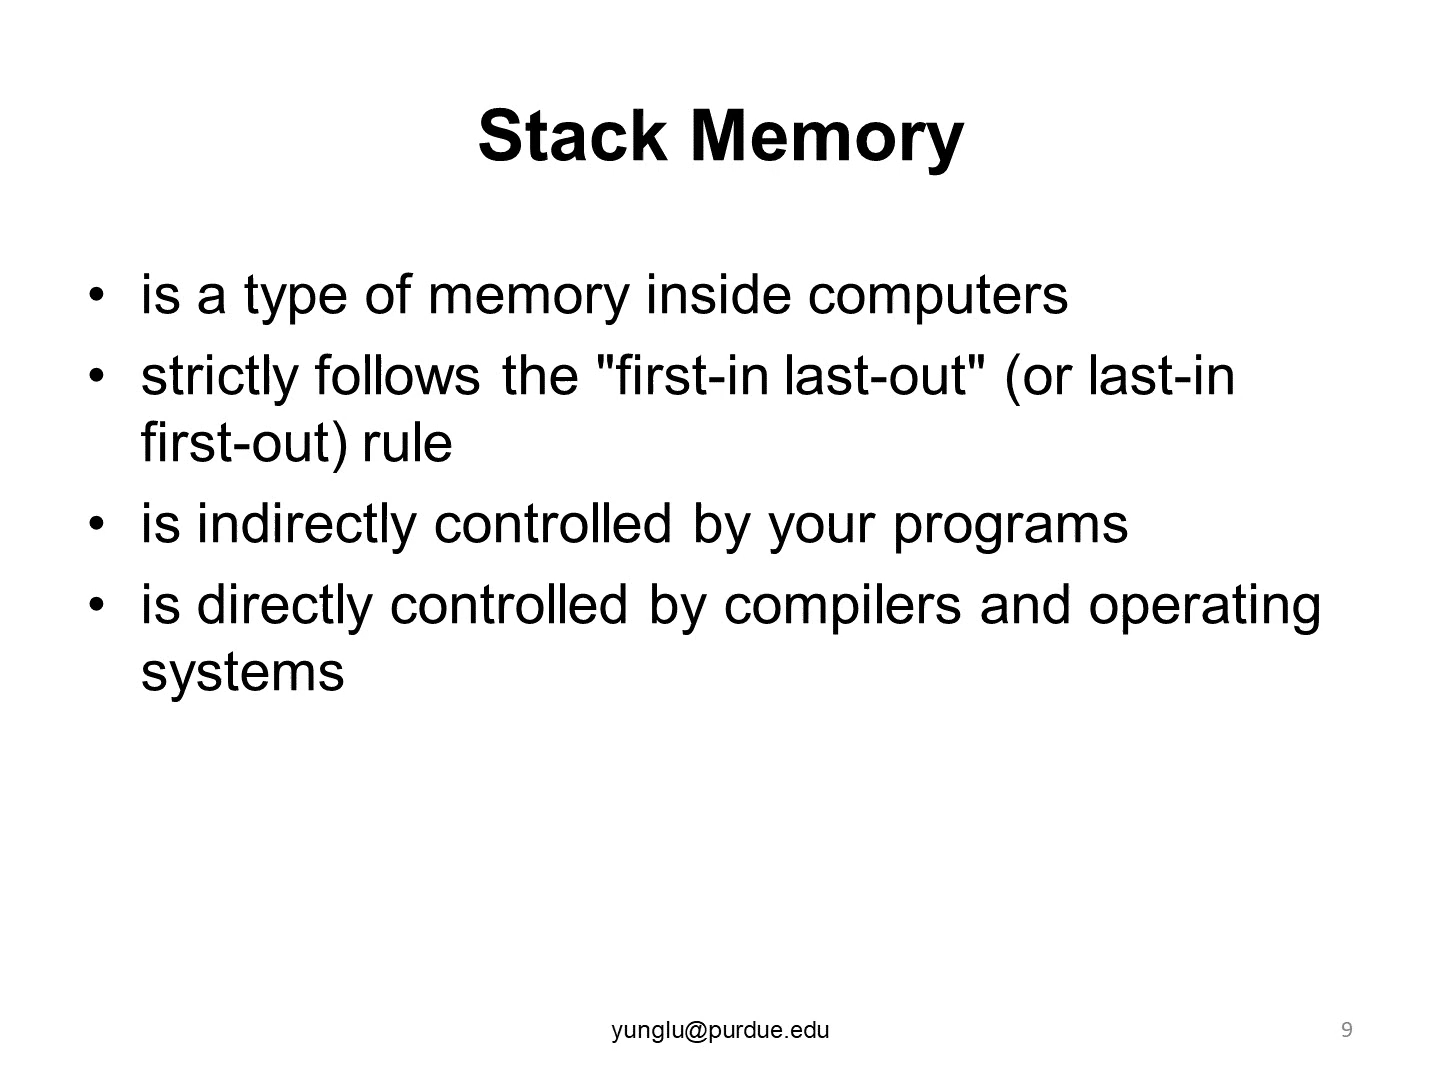 Stack Memory
• is a type of memory inside computers
• strictly follows the "first-in last-out" (or last-in
first-out) rule
• is indirectly controlled by your programs
• is directly controlled by compilers and operating
systems
yunglu@purdue.edu
9